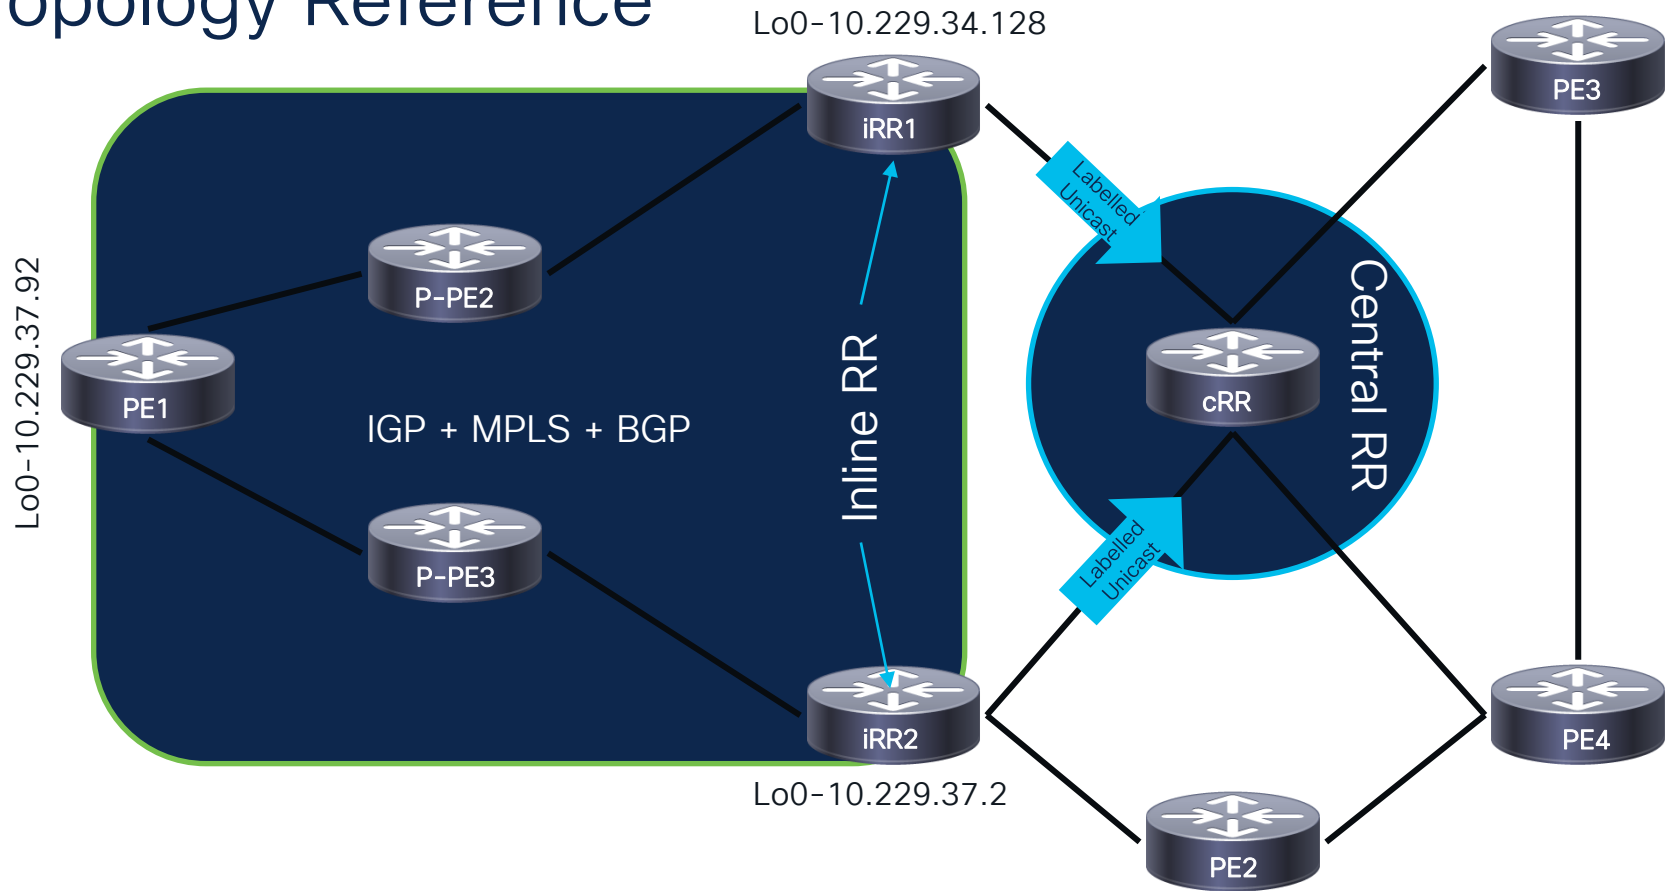 opology Reference
Lo0-10.229.34.128
PE3
iRR1
Labelled
Unicast
P-PE2
Lo0-10.229.37.92
PE1
IGP + MPLS + BGP
Inline RR
cRR
Central RR
P-PE3
Labelled
Unicast
iRR2
PE4
Lo0-10.229.37.2
PE2